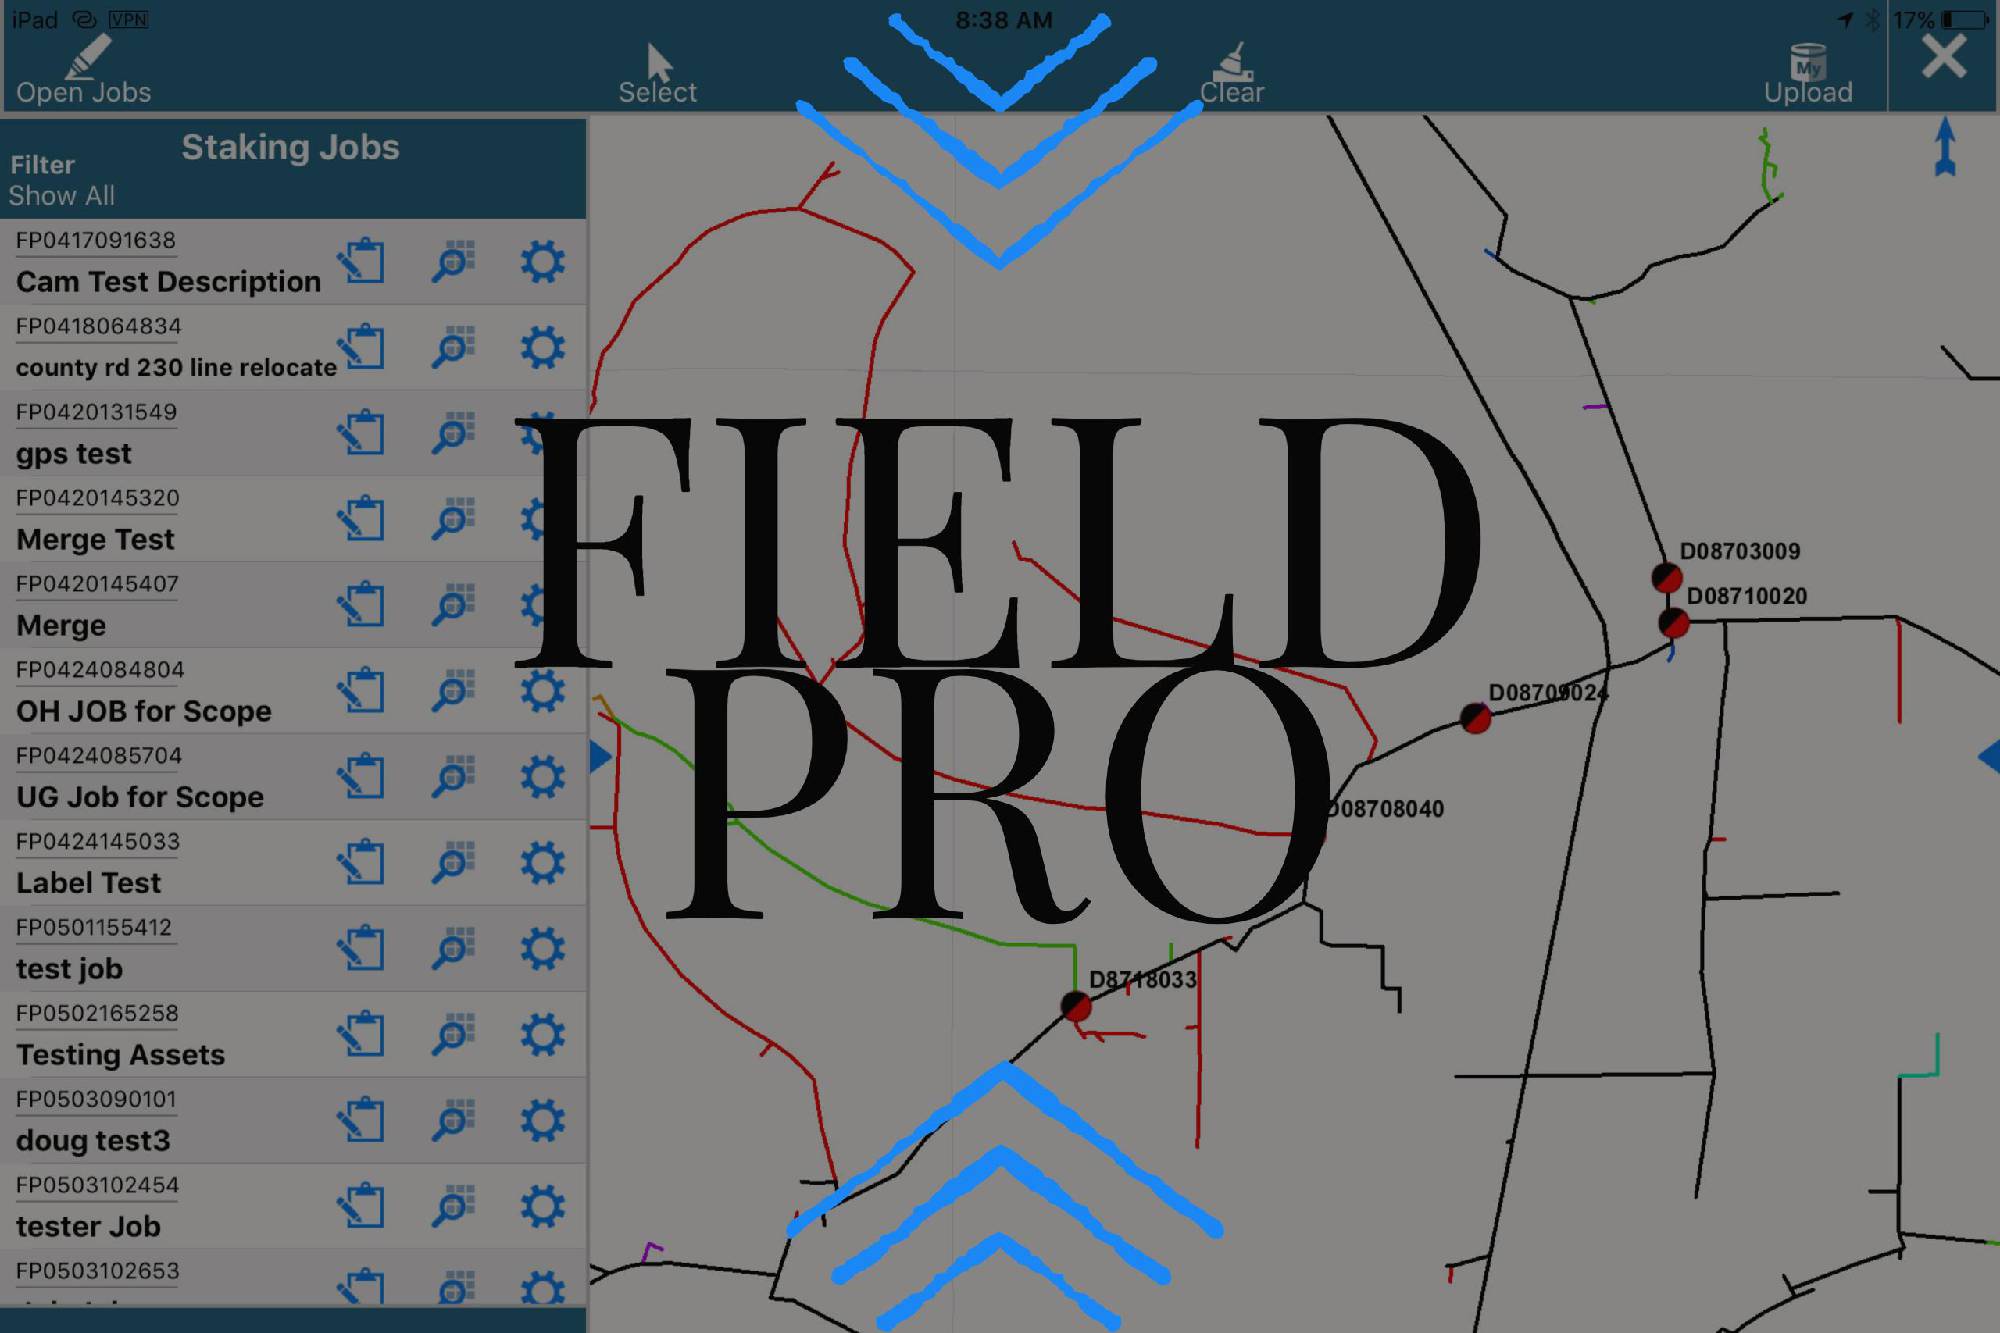 iPad VPN 8:38 AM 17%
Open Jobs Select Clear My Upload
Staking Jobs
Filter
Show All
FP0417091638
Cam Test Description
FP0418064834
county rd 230 line relocate
FP0420131549
gps test
FP0420145320
Merge Test
FP0420145407
Merge
FP0424084804
OH JOB for Scope
FP0424085704
UG Job for Scope
FP0424145033
Label Test
FP0501155412
test job
FP0502165258
Testing Assets
FP0503090101
doug test3
FP0503102454
tester Job
FP0503102653
FIELD
PRO
D08703009
D08710020
D08709024
D08708040
D8718033